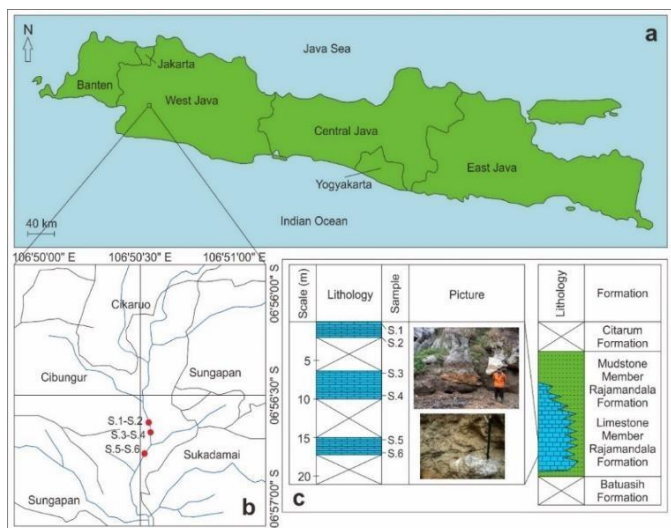 N
Java Sea
a
Jakarta
Banten
West Java
Central Java
East Java
Yogyakarta
40 km
Indian Ocean
106°50'00" E
106°50'30" E
106°51'00" E
06°56'00" S
06°56'30" S
06°57'00" S
Cikaruo
Cibungur
Sungapan
S.1-S.2
S.3-S.4
S.5-S.6
Sukadamai
Sungapan
b
Scale (m)
Lithology
Sample
Picture
5
10
15
20
S.1
S.2
S.3
S.4
S.5
S.6
c
Lithology
Formation
Citarum
Formation
Mudstone
Member
Rajamandala
Formation
Limestone
Member
Rajamandala
Formation
Batuasih
Formation